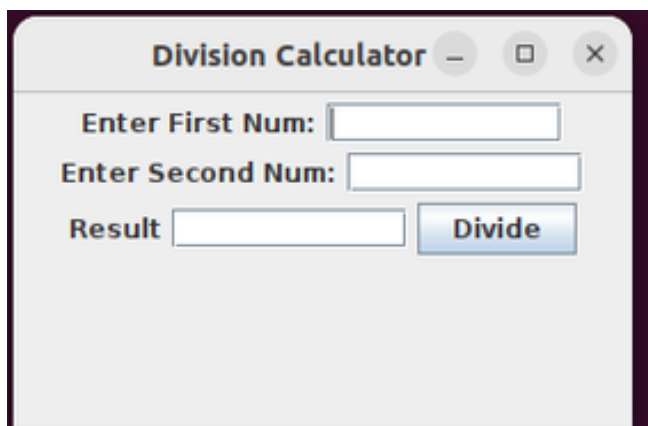 Division Calculator
Enter First Num:
Enter Second Num:
Result Divide